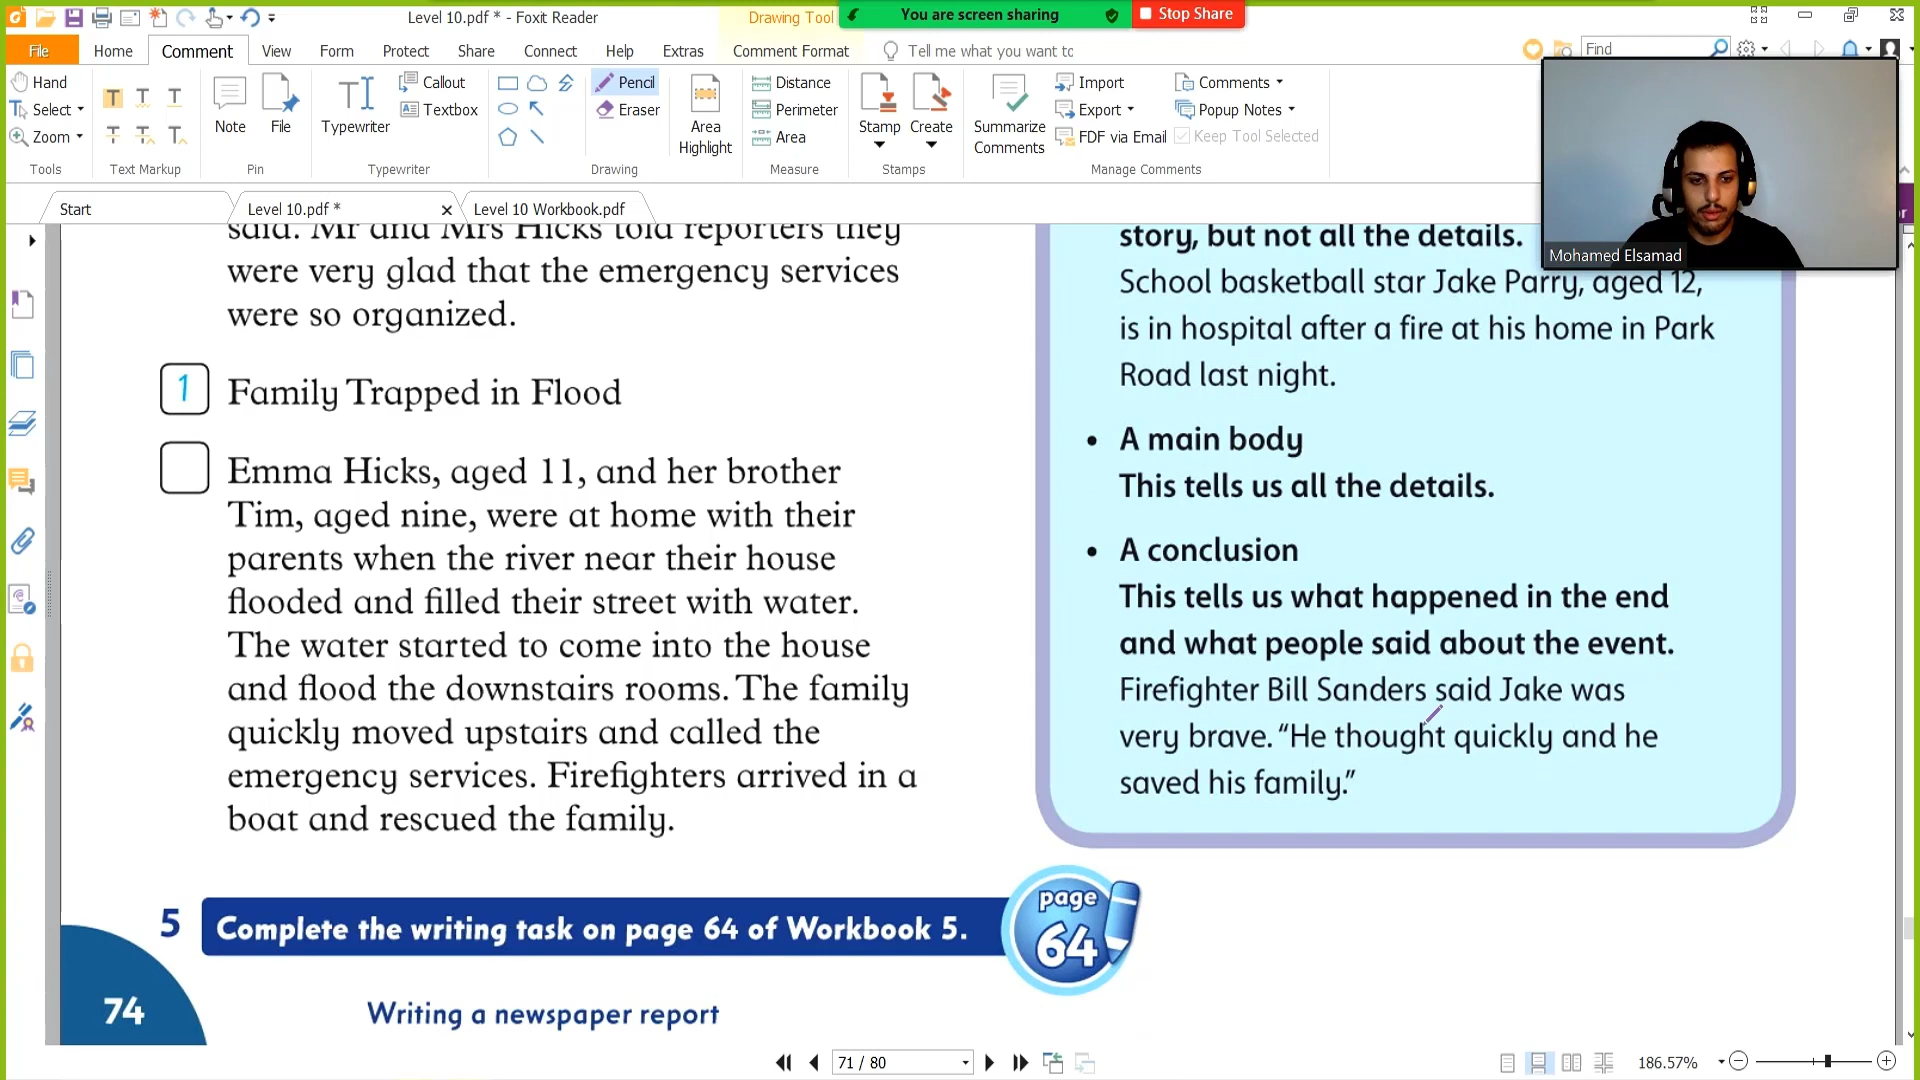 Level 10.pdf * - Foxit Reader
Drawing Tool
You are screen sharing
Stop Share
File
Home
Comment
View
Form
Protect
Share
Connect
Help
Extras
Comment Format
Tell me what you want to
Find
Hand
Select
Zoom
Tools
Text Markup
Note
File
Pin
Typewriter
Callout
Textbox
Typewriter
Pencil
Eraser
Drawing
Area
Highlight
Distance
Perimeter
Area
Measure
Stamp
Create
Stamps
Summarize
Comments
Import
Export
FDF via Email
Comments
Popup Notes
Keep Tool Selected
Manage Comments
Mohamed Elsamad
Start
Level 10.pdf *
Level 10 Workbook.pdf
said. Mr and Mrs Hicks told reporters they
were very glad that the emergency services
were so organized.
1 Family Trapped in Flood
Emma Hicks, aged 11, and her brother
Tim, aged nine, were at home with their
parents when the river near their house
flooded and filled their street with water.
The water started to come into the house
and flood the downstairs rooms. The family
quickly moved upstairs and called the
emergency services. Firefighters arrived in a
boat and rescued the family.
story, but not all the details.
School basketball star Jake Parry, aged 12,
is in hospital after a fire at his home in Park
Road last night.
• A main body
This tells us all the details.
• A conclusion
This tells us what happened in the end
and what people said about the event.
Firefighter Bill Sanders said Jake was
very brave. “He thought quickly and he
saved his family.”
5 Complete the writing task on page 64 of Workbook 5.
page
64
74
Writing a newspaper report
71 / 80
186.57%